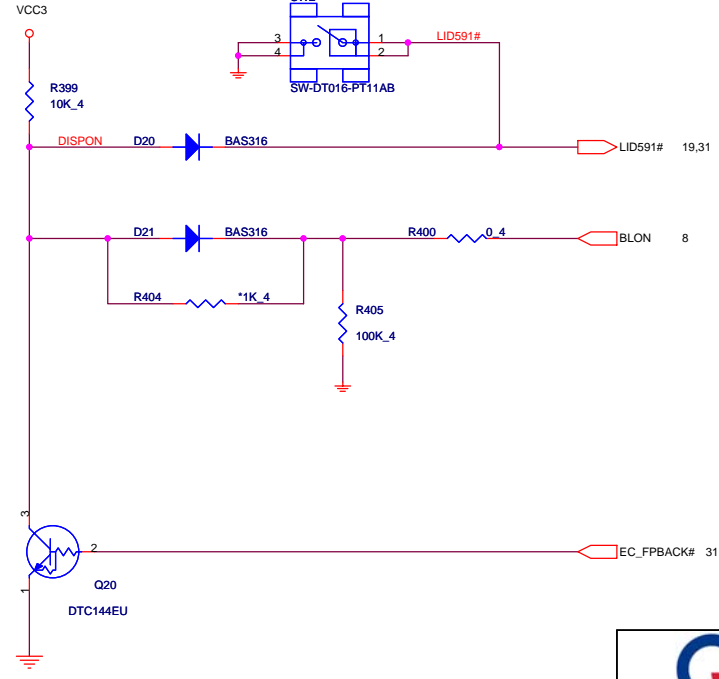 VCC3
3
4
1
2
LID591#
SW-DT016-PT11AB
R399
10K_4
DISPON
D20
BAS316
LID591#
19,31
D21
BAS316
R400
0_4
BLON
8
R404
*1K_4
R405
100K_4
3
2
EC_FPBACK#
31
1
Q20
DTC144EU